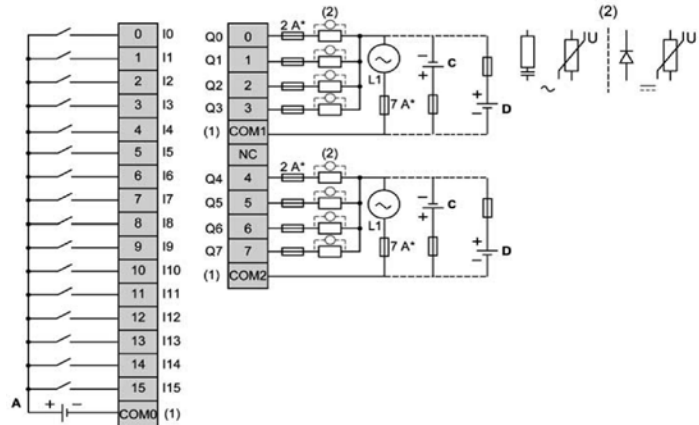 0 I0
1 I1
2 I2
3 I3
4 I4
5 I5
6 I6
7 I7
8 I8
9 I9
10 I10
11 I11
12 I12
13 I13
14 I14
15 I15
A + − COM0 (1)
(2)
Q0 0 2 A*
Q1 1
Q2 2
Q3 3
(1) COM1
L1 7 A*
− + C
+ − D
NC
(2)
Q4 4 2 A*
Q5 5
Q6 6
Q7 7
(1) COM2
L1 7 A*
− + C
+ − D
(2)
U U
~